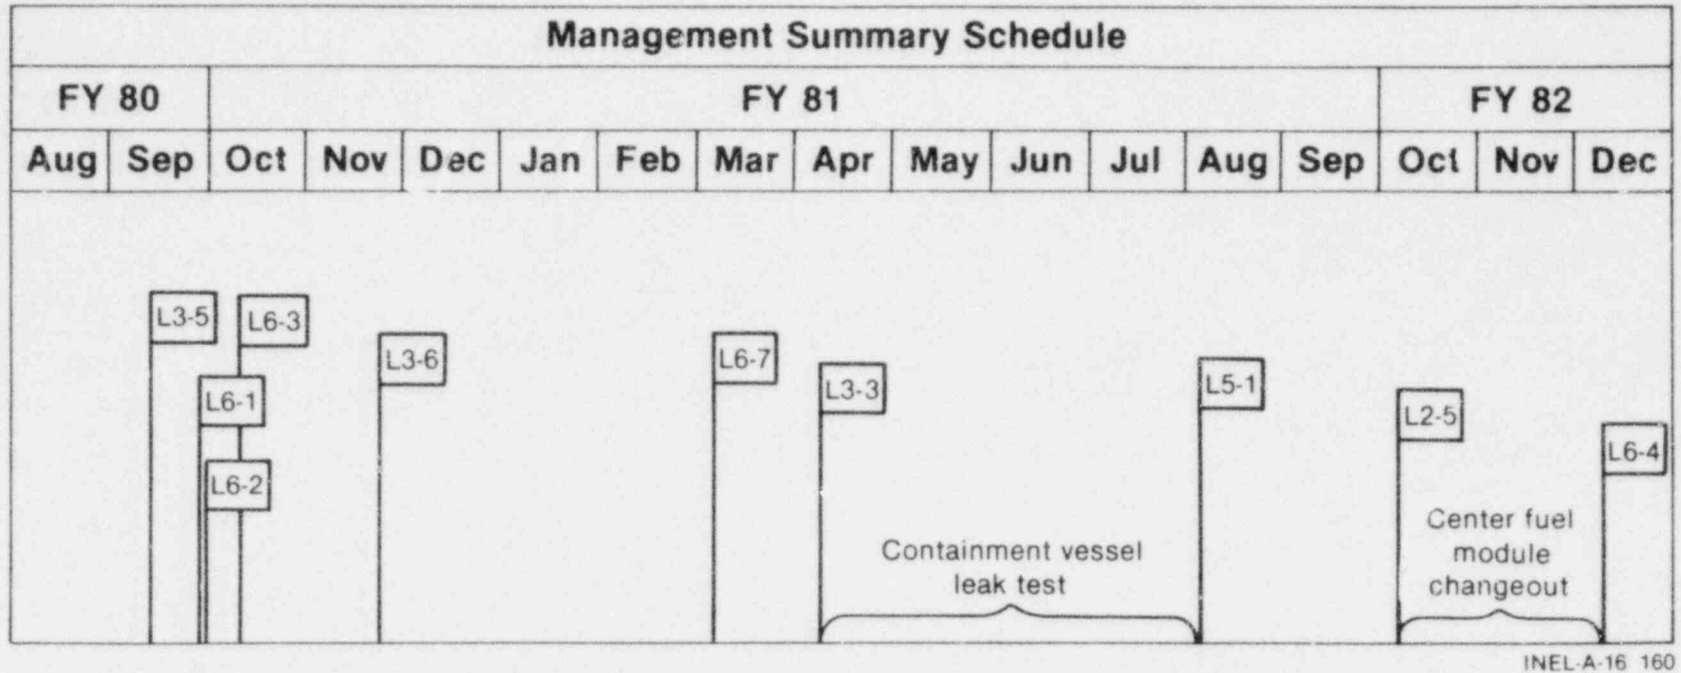 Management Summary Schedule
FY 80 FY 81 FY 82
Aug Sep Oct Nov Dec Jan Feb Mar Apr May Jun Jul Aug Sep Oct Nov Dec
L3-5 L6-3
L3-6 L6-7
L3-3 L5-1
L6-1 L2-5
L6-4
L6-2
Center fuel
module
changeout
Containment vessel
leak test
INEL-A-16 160